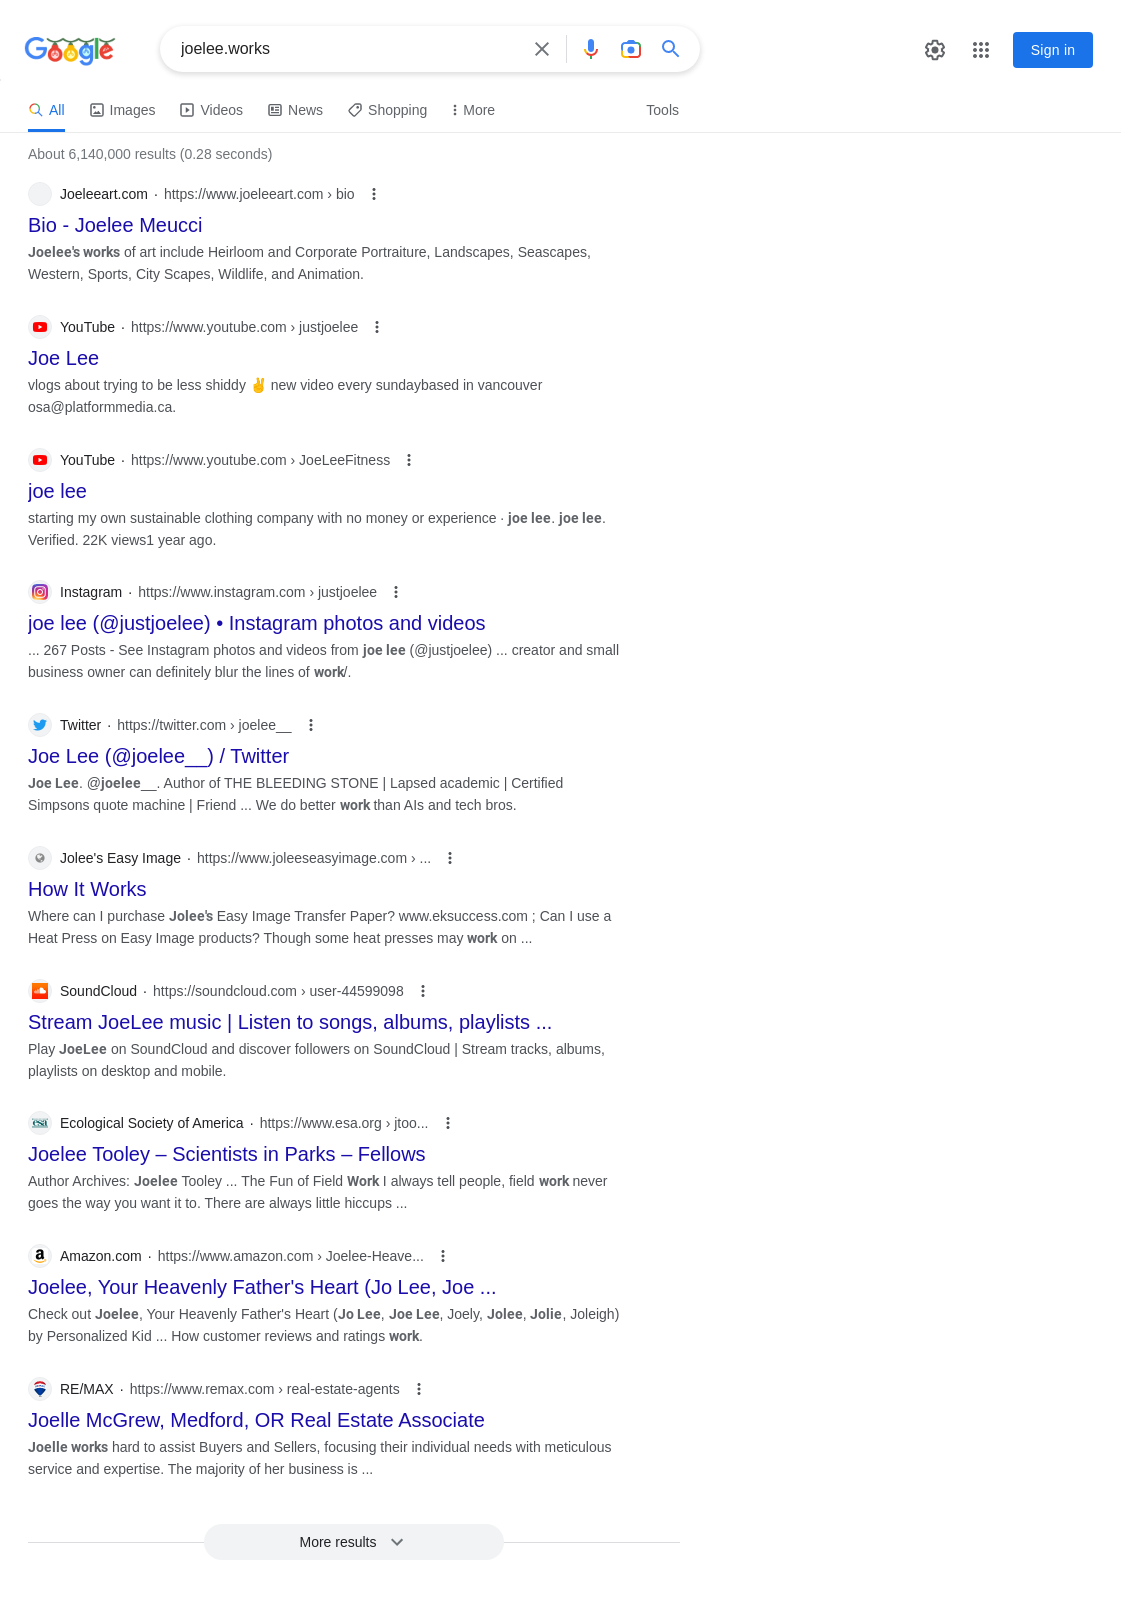 Google
joelee.works
Sign in
All Images Videos News Shopping More Tools
About 6,140,000 results (0.28 seconds)
Joeleeart.com · https://www.joeleeart.com › bio
Bio - Joelee Meucci
Joelee's works of art include Heirloom and Corporate Portraiture, Landscapes, Seascapes,
Western, Sports, City Scapes, Wildlife, and Animation.
YouTube · https://www.youtube.com › justjoelee
Joe Lee
vlogs about trying to be less shiddy ✌️ new video every sundaybased in vancouver
osa@platformmedia.ca.
YouTube · https://www.youtube.com › JoeLeeFitness
joe lee
starting my own sustainable clothing company with no money or experience · joe lee. joe lee.
Verified. 22K views1 year ago.
Instagram · https://www.instagram.com › justjoelee
joe lee (@justjoelee) • Instagram photos and videos
... 267 Posts - See Instagram photos and videos from joe lee (@justjoelee) ... creator and small
business owner can definitely blur the lines of work/.
Twitter · https://twitter.com › joelee__
Joe Lee (@joelee__) / Twitter
Joe Lee. @joelee__. Author of THE BLEEDING STONE | Lapsed academic | Certified
Simpsons quote machine | Friend ... We do better work than AIs and tech bros.
Jolee's Easy Image · https://www.joleeseasyimage.com › ...
How It Works
Where can I purchase Jolee's Easy Image Transfer Paper? www.eksuccess.com ; Can I use a
Heat Press on Easy Image products? Though some heat presses may work on ...
SoundCloud · https://soundcloud.com › user-44599098
Stream JoeLee music | Listen to songs, albums, playlists ...
Play JoeLee on SoundCloud and discover followers on SoundCloud | Stream tracks, albums,
playlists on desktop and mobile.
esa
Ecological Society of America · https://www.esa.org › jtoo...
Joelee Tooley – Scientists in Parks – Fellows
Author Archives: Joelee Tooley ... The Fun of Field Work I always tell people, field work never
goes the way you want it to. There are always little hiccups ...
Amazon.com · https://www.amazon.com › Joelee-Heave...
Joelee, Your Heavenly Father's Heart (Jo Lee, Joe ...
Check out Joelee, Your Heavenly Father's Heart (Jo Lee, Joe Lee, Joely, Jolee, Jolie, Joleigh)
by Personalized Kid ... How customer reviews and ratings work.
RE/MAX · https://www.remax.com › real-estate-agents
Joelle McGrew, Medford, OR Real Estate Associate
Joelle works hard to assist Buyers and Sellers, focusing their individual needs with meticulous
service and expertise. The majority of her business is ...
More results